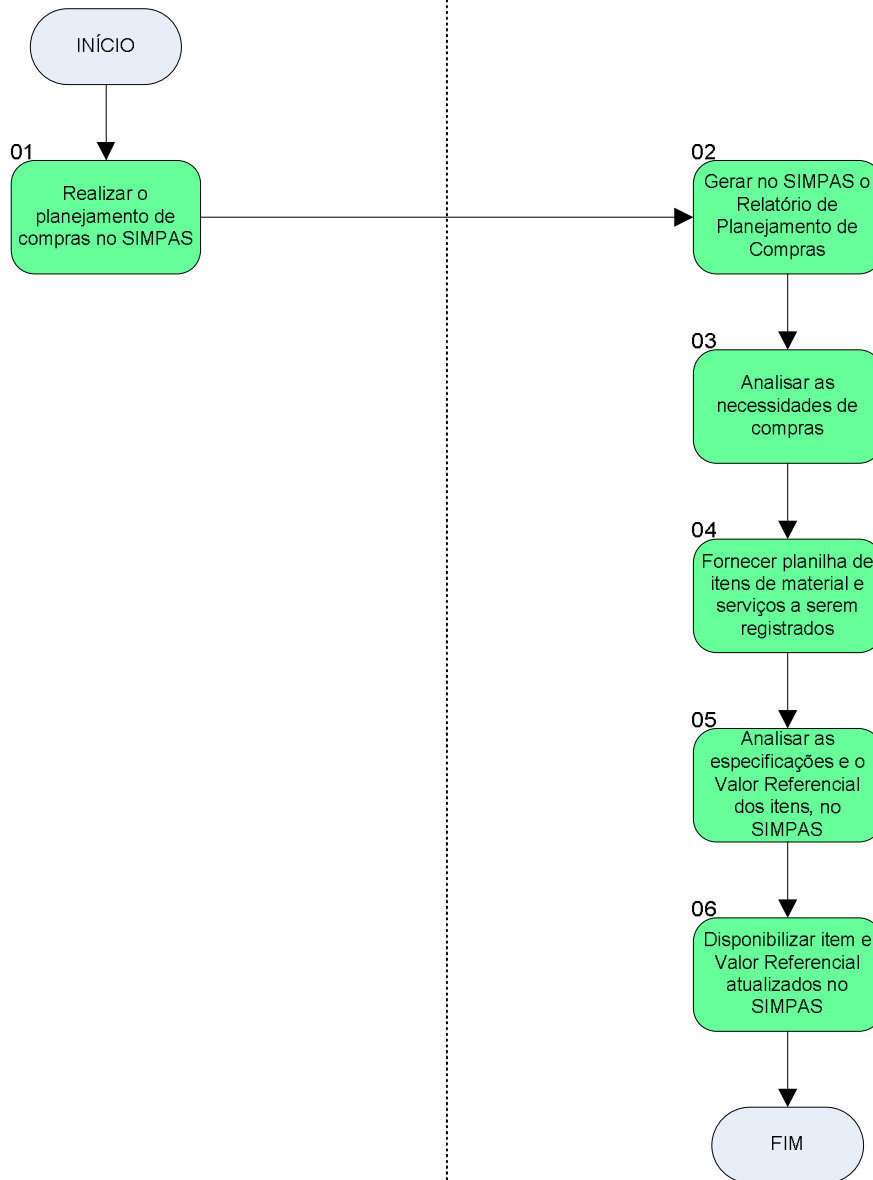 INÍCIO
01
Realizar o
planejamento de
compras no SIMPAS
02
Gerar no SIMPAS o
Relatório de
Planejamento de
Compras
03
Analisar as
necessidades de
compras
04
Fornecer planilha de
itens de material e
serviços a serem
registrados
05
Analisar as
especificações e o
Valor Referencial
dos itens, no
SIMPAS
06
Disponibilizar item e
Valor Referencial
atualizados no
SIMPAS
FIM